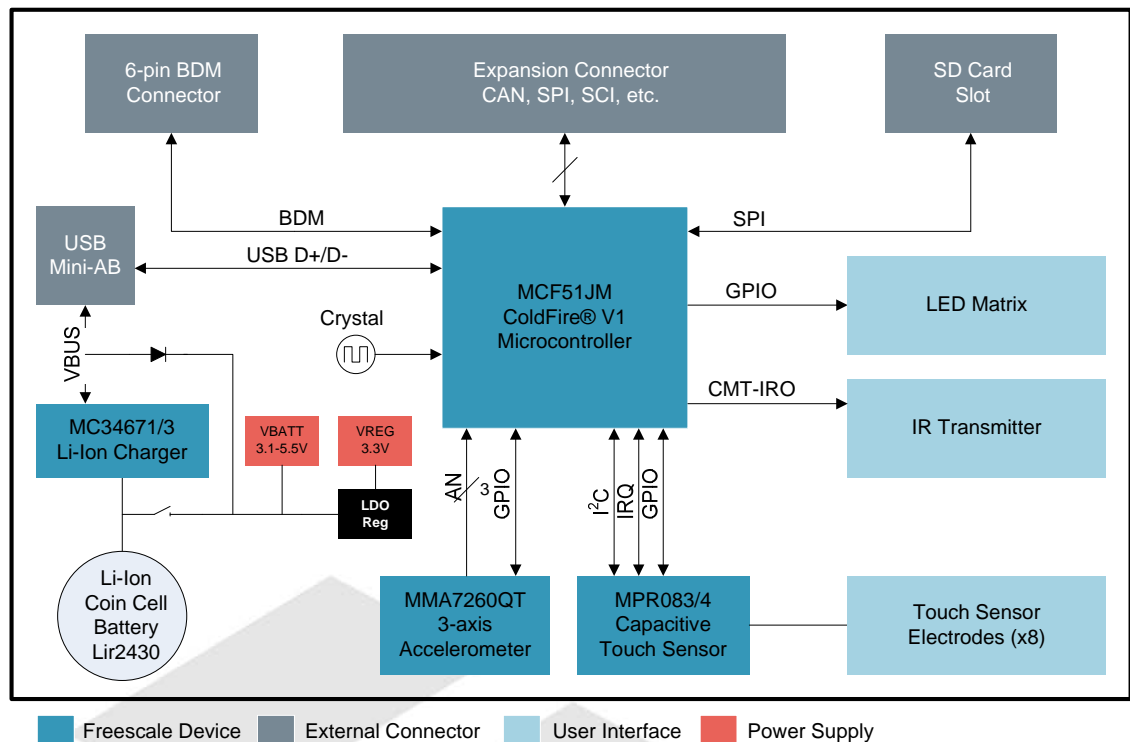 6-pin BDM
Connector
Expansion Connector
CAN, SPI, SCI, etc.
SD Card
Slot
BDM
SPI
USB
Mini-AB
USB D+/D-
MCF51JM
ColdFire® V1
Microcontroller
GPIO
LED Matrix
Crystal
VBUS
CMT-IRO
IR Transmitter
MC34671/3
Li-Ion Charger
VBATT
3.1-5.5V
VREG
3.3V
LDO
Reg
AN
3
GPIO
I²C
IRQ
GPIO
Li-Ion
Coin Cell
Battery
Lir2430
MMA7260QT
3-axis
Accelerometer
MPR083/4
Capacitive
Touch Sensor
Touch Sensor
Electrodes (x8)
Freescale Device
External Connector
User Interface
Power Supply